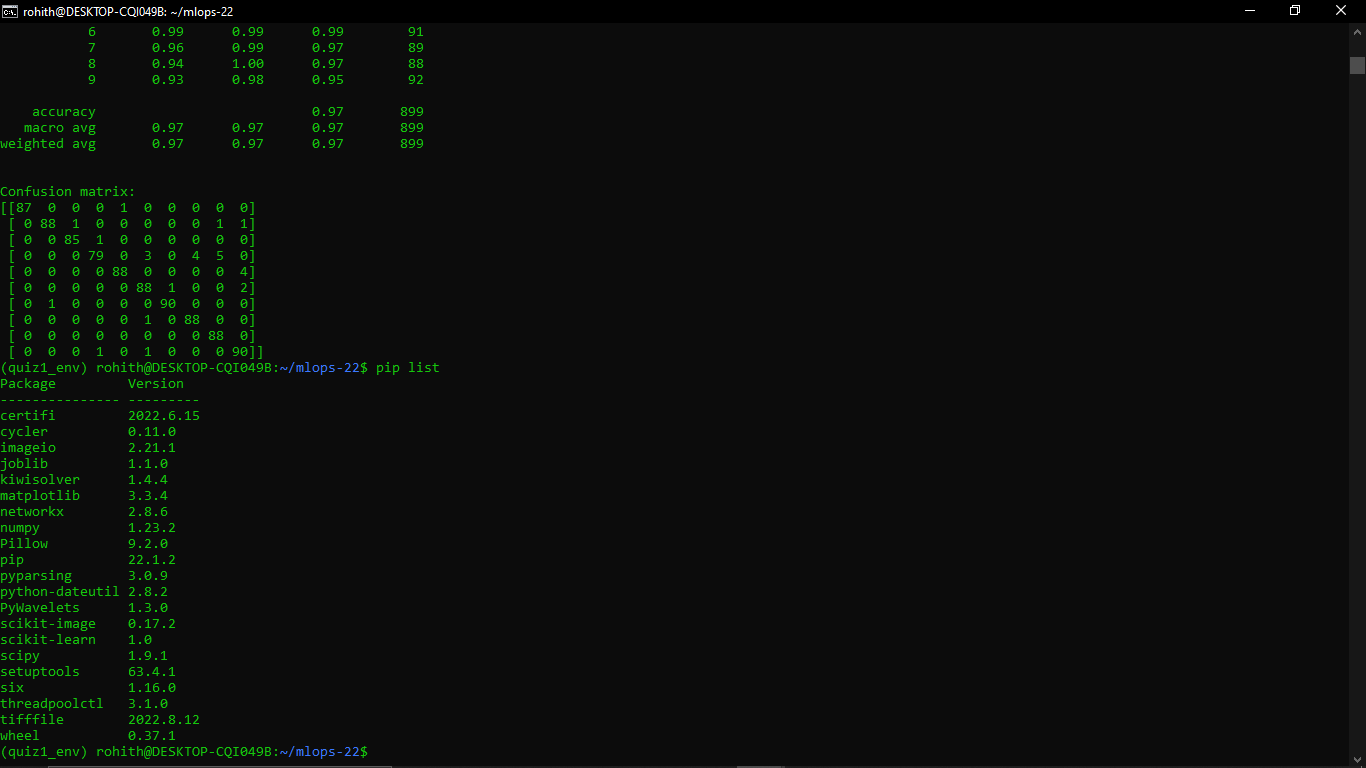 rohith@DESKTOP-CQI049B: ~/mlops-22
           6       0.99      0.99      0.99        91
           7       0.96      0.99      0.97        89
           8       0.94      1.00      0.97        88
           9       0.93      0.98      0.95        92
    accuracy                           0.97       899
   macro avg       0.97      0.97      0.97       899
weighted avg       0.97      0.97      0.97       899
Confusion matrix:
[[87  0  0  0  1  0  0  0  0  0]
 [ 0 88  1  0  0  0  0  0  1  1]
 [ 0  0 85  1  0  0  0  0  0  0]
 [ 0  0  0 79  0  3  0  4  5  0]
 [ 0  0  0  0 88  0  0  0  0  4]
 [ 0  0  0  0  0 88  1  0  0  2]
 [ 0  1  0  0  0  0 90  0  0  0]
 [ 0  0  0  0  0  1  0 88  0  0]
 [ 0  0  0  0  0  0  0  0 88  0]
 [ 0  0  0  1  0  1  0  0  0 90]]
(quiz1_env) rohith@DESKTOP-CQI049B:~/mlops-22$ pip list
Package         Version
--------------- ---------
certifi         2022.6.15
cycler          0.11.0
imageio         2.21.1
joblib          1.1.0
kiwisolver      1.4.4
matplotlib      3.3.4
networkx        2.8.6
numpy           1.23.2
Pillow          9.2.0
pip             22.1.2
pyparsing       3.0.9
python-dateutil 2.8.2
PyWavelets      1.3.0
scikit-image    0.17.2
scikit-learn    1.0
scipy           1.9.1
setuptools      63.4.1
six             1.16.0
threadpoolctl   3.1.0
tifffile        2022.8.12
wheel           0.37.1
(quiz1_env) rohith@DESKTOP-CQI049B:~/mlops-22$